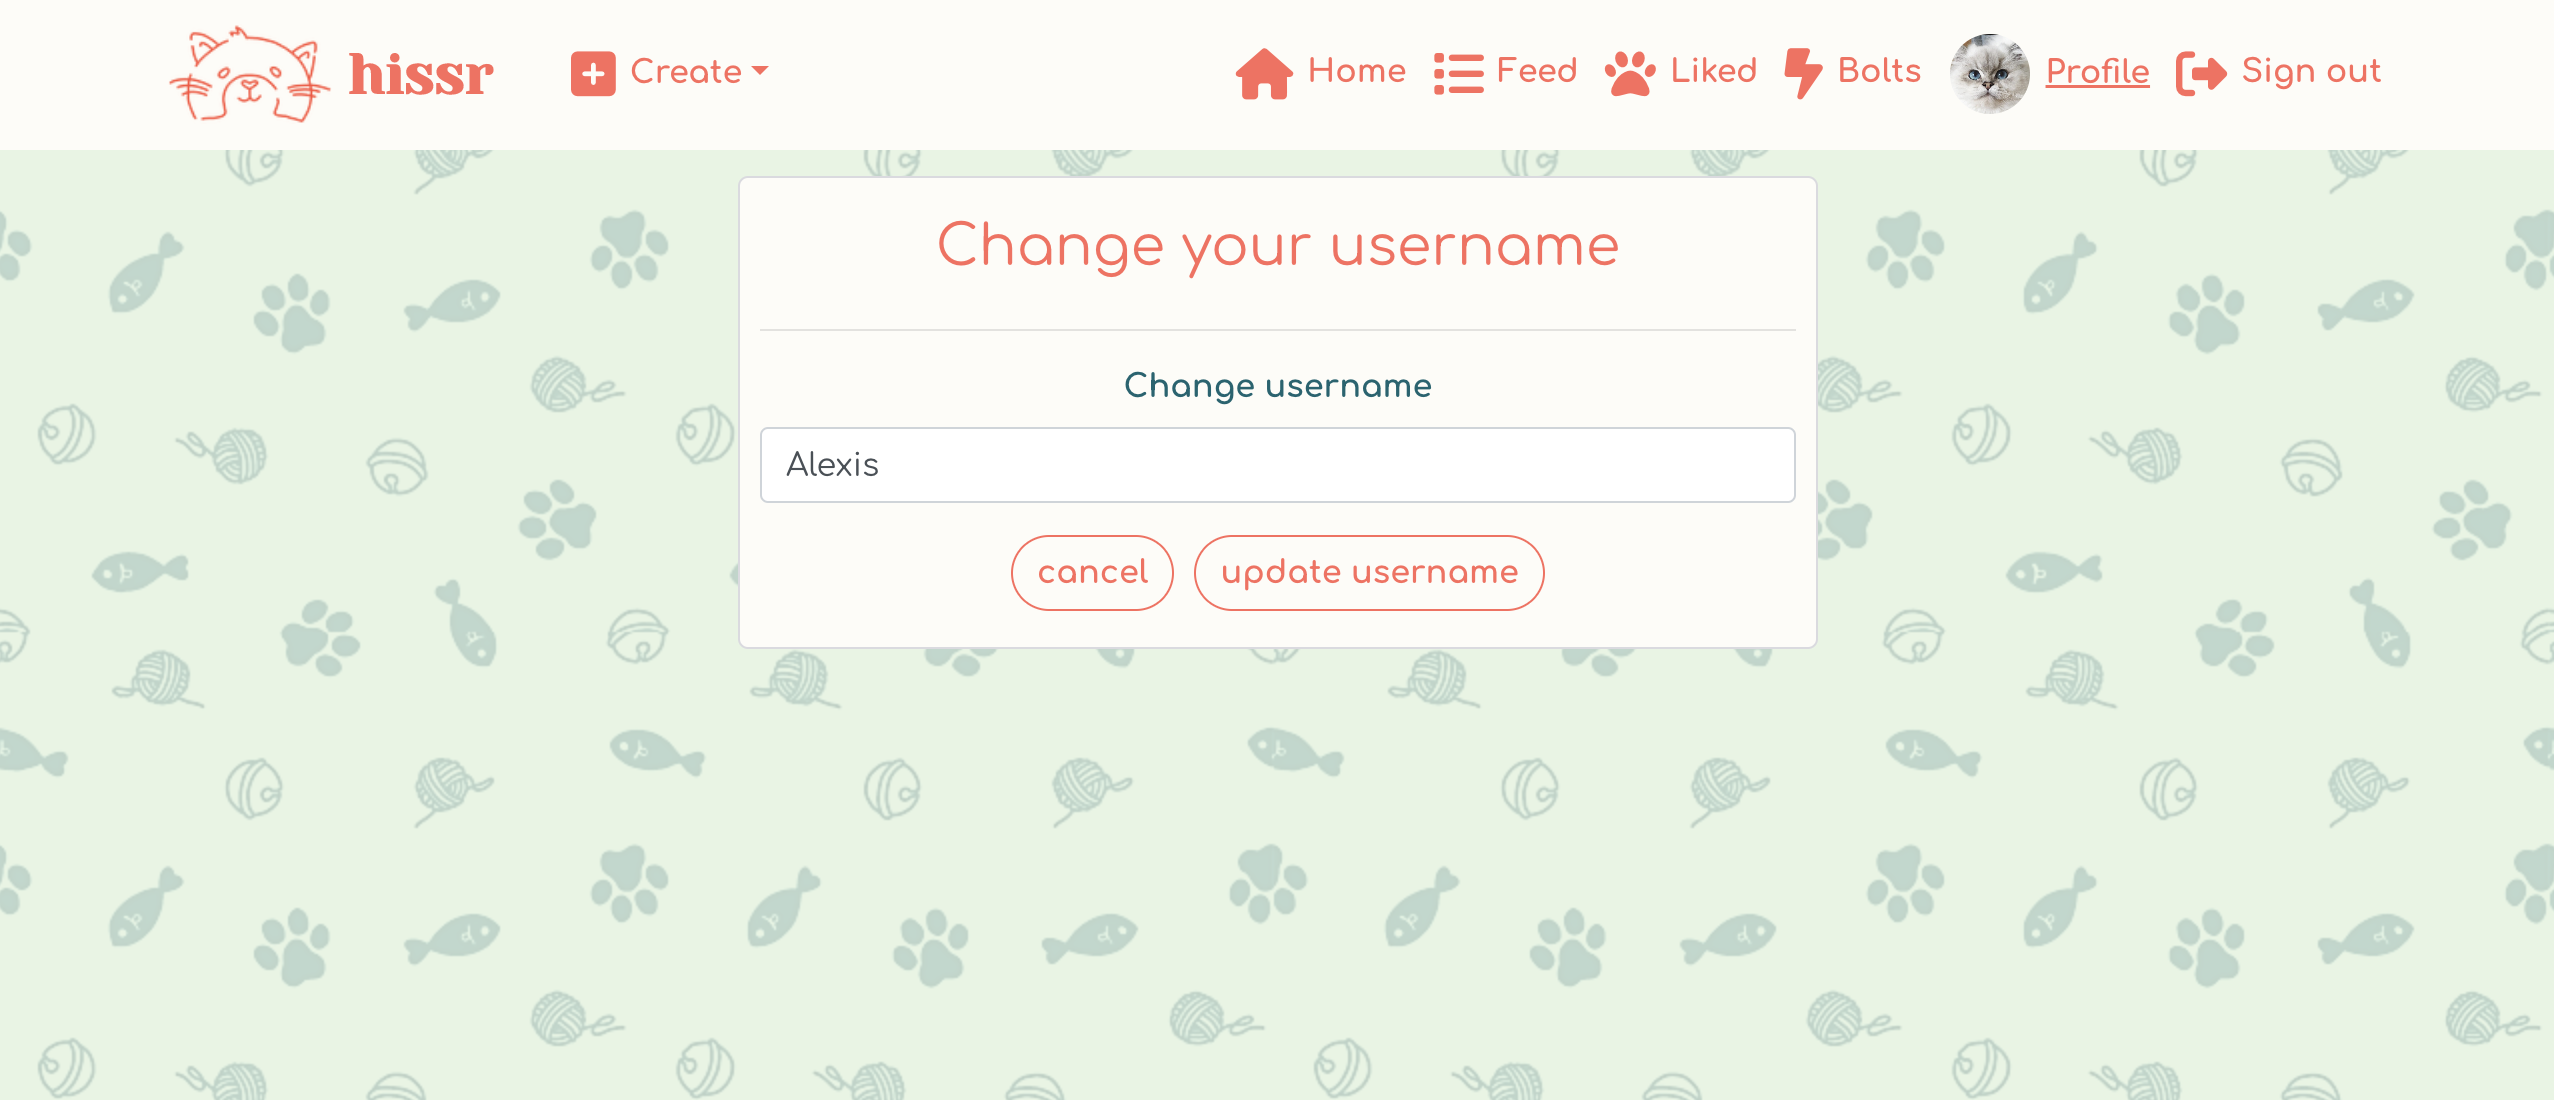 hissr Create Home Feed Liked Bolts Profile Sign out
Change your username
Change username
Alexis
cancel update username